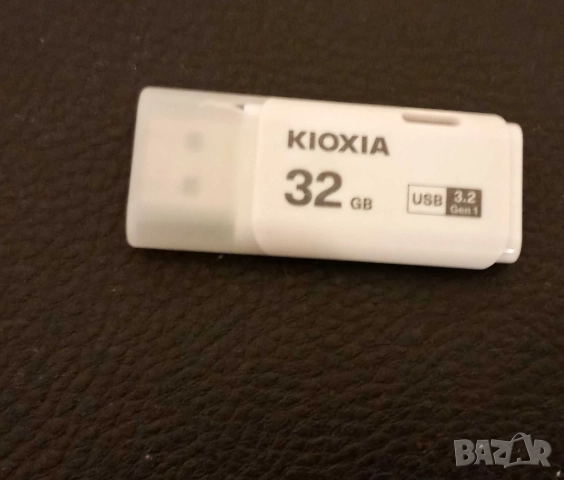 KIOXIA
32 GB
USB 3.2 Gen 1
BAZAR